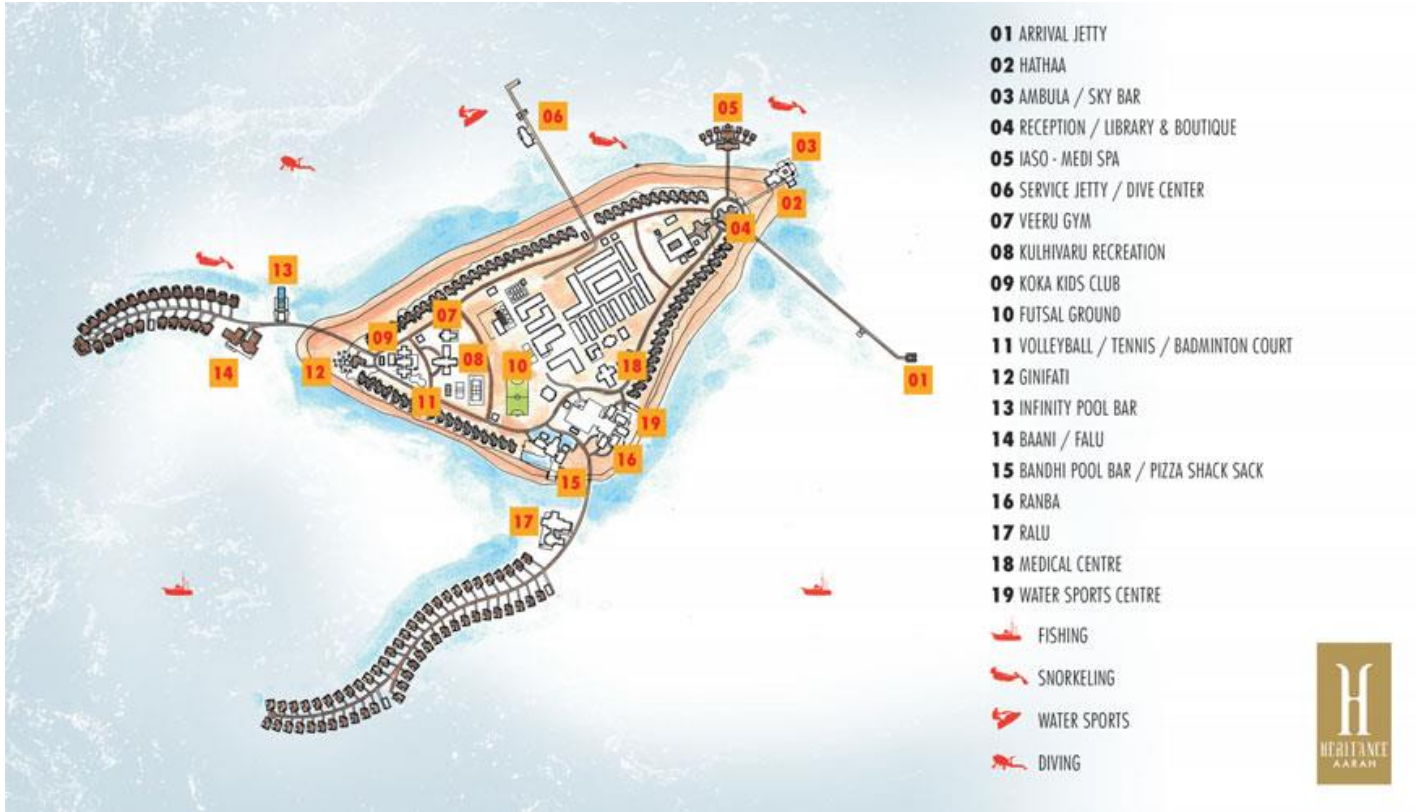 01 ARRIVAL JETTY
02 HATHAA
03 AMBULA / SKY BAR
04 RECEPTION / LIBRARY & BOUTIQUE
05 IASO - MEDI SPA
06 SERVICE JETTY / DIVE CENTER
07 VEERU GYM
08 KULHIVARU RECREATION
09 KOKA KIDS CLUB
10 FUTSAL GROUND
11 VOLLEYBALL / TENNIS / BADMINTON COURT
12 GINIFATI
13 INFINITY POOL BAR
14 BAANI / FALU
15 BANDHI POOL BAR / PIZZA SHACK SACK
16 RANBA
17 RALU
18 MEDICAL CENTRE
19 WATER SPORTS CENTRE
FISHING
SNORKELING
WATER SPORTS
DIVING
05
06
03
02
04
13
07
09
08
10
18
12
14
11
01
19
16
15
17
H
HERITANCE
AARAH